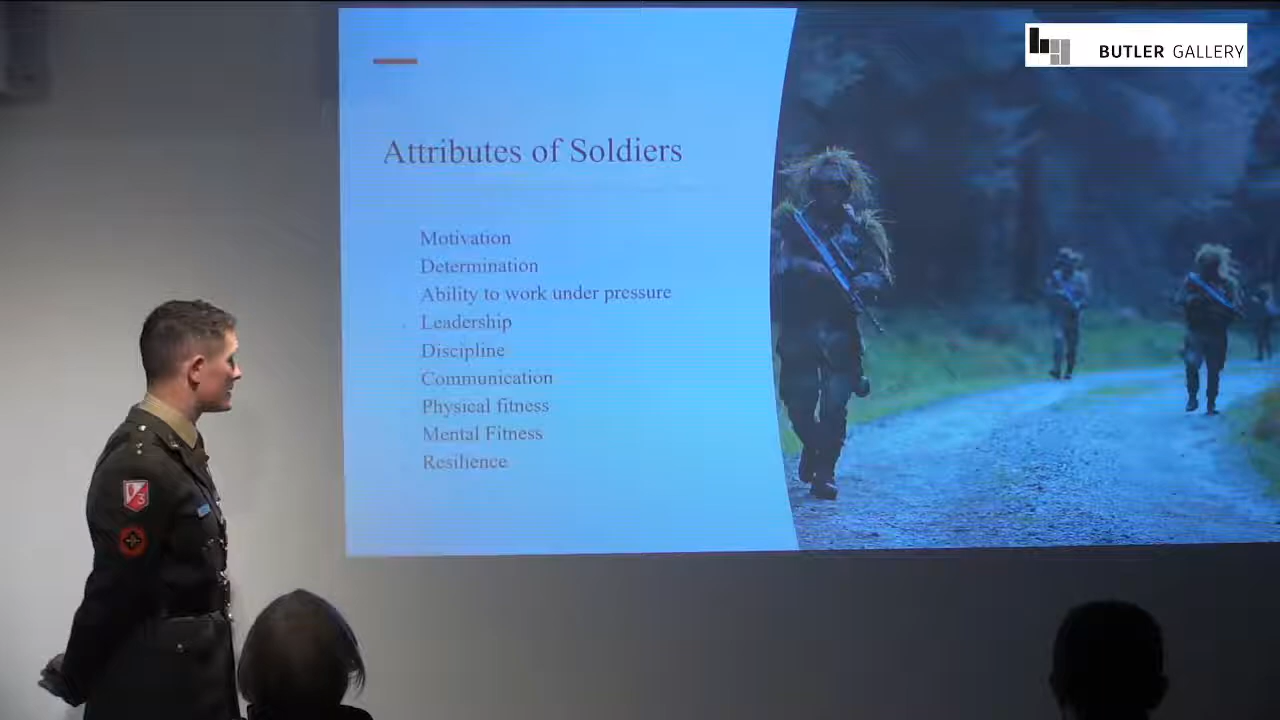 BUTLER GALLERY
Attributes of Soldiers
Motivation
Determination
Ability to work under pressure
Leadership
Discipline
Communication
Physical fitness
Mental Fitness
Resilience
3